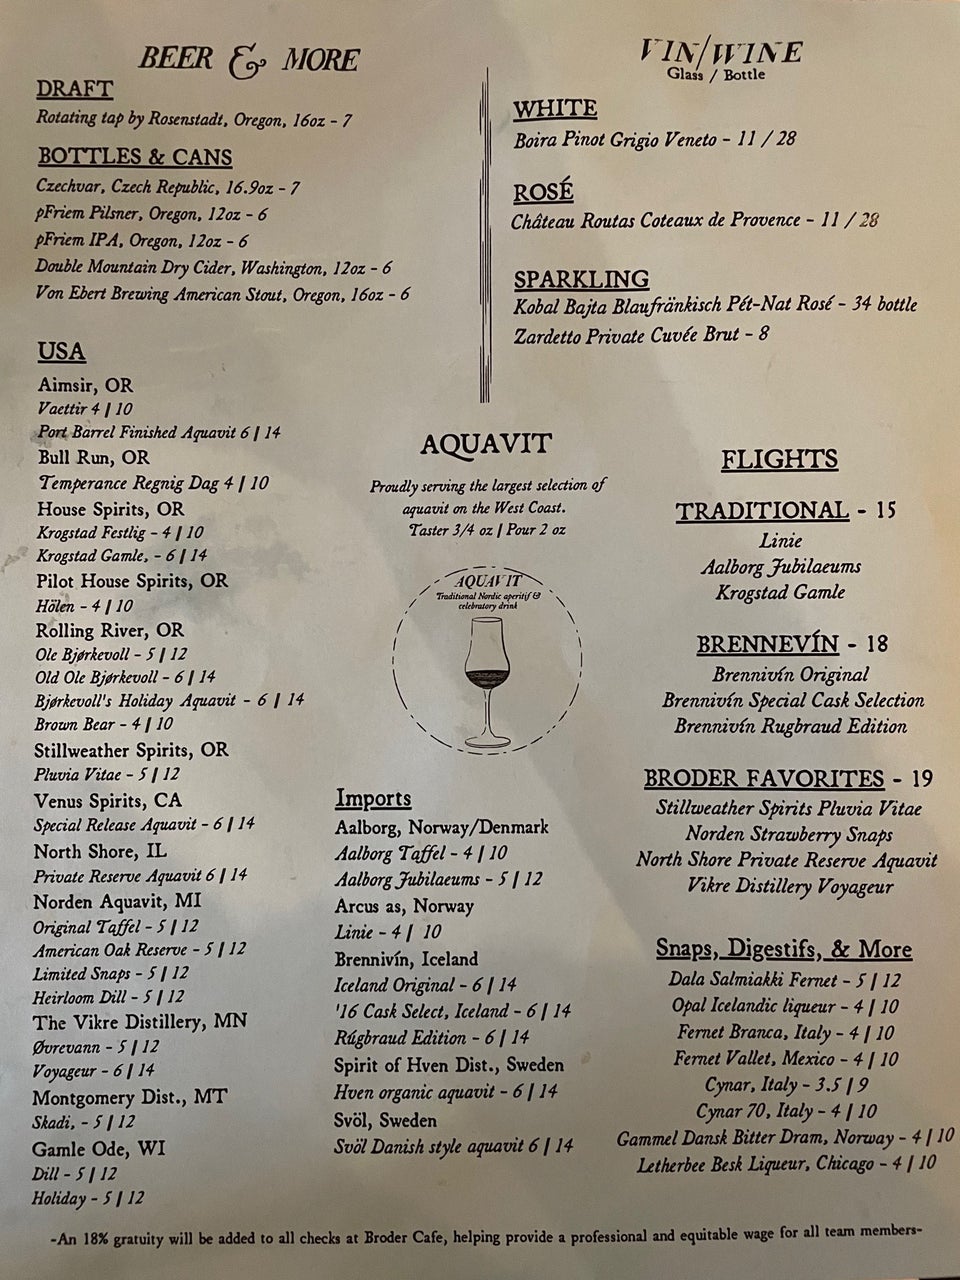 BEER & MORE
DRAFT
Rotating tap by Rosenstadt, Oregon, 16oz - 7
BOTTLES & CANS
Czechvar, Czech Republic, 16.9oz - 7
pFriem Pilsner, Oregon, 12oz - 6
pFriem IPA, Oregon, 12oz - 6
Double Mountain Dry Cider, Washington, 12oz - 6
Von Ebert Brewing American Stout, Oregon, 16oz - 6
VIN/WINE
Glass / Bottle
WHITE
Boira Pinot Grigio Veneto - 11 / 28
ROSÉ
Château Routas Coteaux de Provence - 11 / 28
SPARKLING
Kobal Bajta Blaufränkisch Pét-Nat Rosé - 34 bottle
Zardetto Private Cuvée Brut - 8
USA
Aimsir, OR
Vaettir 4 | 10
Port Barrel Finished Aquavit 6 | 14
Bull Run, OR
Temperance Regnig Dag 4 | 10
House Spirits, OR
Krogstad Festlig - 4 | 10
Krogstad Gamle, - 6 | 14
Pilot House Spirits, OR
Hölen - 4 | 10
Rolling River, OR
Ole Bjørkevoll - 5 | 12
Old Ole Bjørkevoll - 6 | 14
Bjørkevoll's Holiday Aquavit - 6 | 14
Brown Bear - 4 | 10
Stillweather Spirits, OR
Pluvia Vitae - 5 | 12
Venus Spirits, CA
Special Release Aquavit - 6 | 14
North Shore, IL
Private Reserve Aquavit 6 | 14
Norden Aquavit, MI
Original Taffel - 5 | 12
American Oak Reserve - 5 | 12
Limited Snaps - 5 | 12
Heirloom Dill - 5 | 12
The Vikre Distillery, MN
Øvrevann - 5 | 12
Voyageur - 6 | 14
Montgomery Dist., MT
Skadi, - 5 | 12
Gamle Ode, WI
Dill - 5 | 12
Holiday - 5 | 12
AQUAVIT
Proudly serving the largest selection of
aquavit on the West Coast.
Taster 3/4 oz | Pour 2 oz
AQUAVIT
Traditional Nordic aperitif &
celebratory drink
Imports
Aalborg, Norway/Denmark
Aalborg Taffel - 4 | 10
Aalborg Jubilaeums - 5 | 12
Arcus as, Norway
Linie - 4 | 10
Brennivín, Iceland
Iceland Original - 6 | 14
'16 Cask Select, Iceland - 6 | 14
Rúgbraud Edition - 6 | 14
Spirit of Hven Dist., Sweden
Hven organic aquavit - 6 | 14
Svöl, Sweden
Svöl Danish style aquavit 6 | 14
FLIGHTS
TRADITIONAL - 15
Linie
Aalborg Jubilaeums
Krogstad Gamle
BRENNEVÍN - 18
Brennivín Original
Brennivín Special Cask Selection
Brennivín Rugbraud Edition
BRODER FAVORITES - 19
Stillweather Spirits Pluvia Vitae
Norden Strawberry Snaps
North Shore Private Reserve Aquavit
Vikre Distillery Voyageur
Snaps, Digestifs, & More
Dala Salmiakki Fernet - 5 | 12
Opal Icelandic liqueur - 4 | 10
Fernet Branca, Italy - 4 | 10
Fernet Vallet, Mexico - 4 | 10
Cynar, Italy - 3.5 | 9
Cynar 70, Italy - 4 | 10
Gammel Dansk Bitter Dram, Norway - 4 | 10
Letherbee Besk Liqueur, Chicago - 4 | 10
-An 18% gratuity will be added to all checks at Broder Cafe, helping provide a professional and equitable wage for all team members-